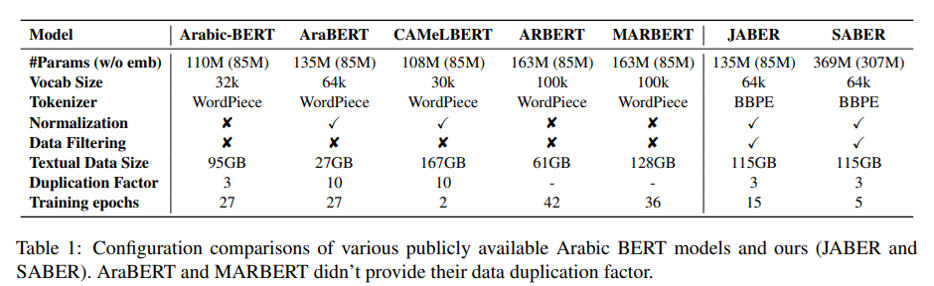 Model Arabic-BERT AraBERT CAMeLBERT ARBERT MARBERT JABER SABER
#Params (w/o emb) 110M (85M) 135M (85M) 108M (85M) 163M (85M) 163M (85M) 135M (85M) 369M (307M)
Vocab Size 32k 64k 30k 100k 100k 64k 64k
Tokenizer WordPiece WordPiece WordPiece WordPiece WordPiece BBPE BBPE
Normalization ✘ ✓ ✓ ✘ ✘ ✓ ✓
Data Filtering ✘ ✘ ✘ ✘ ✘ ✓ ✓
Textual Data Size 95GB 27GB 167GB 61GB 128GB 115GB 115GB
Duplication Factor 3 10 10 - - 3 3
Training epochs 27 27 2 42 36 15 5
Table 1: Configuration comparisons of various publicly available Arabic BERT models and ours (JABER and
SABER). AraBERT and MARBERT didn’t provide their data duplication factor.